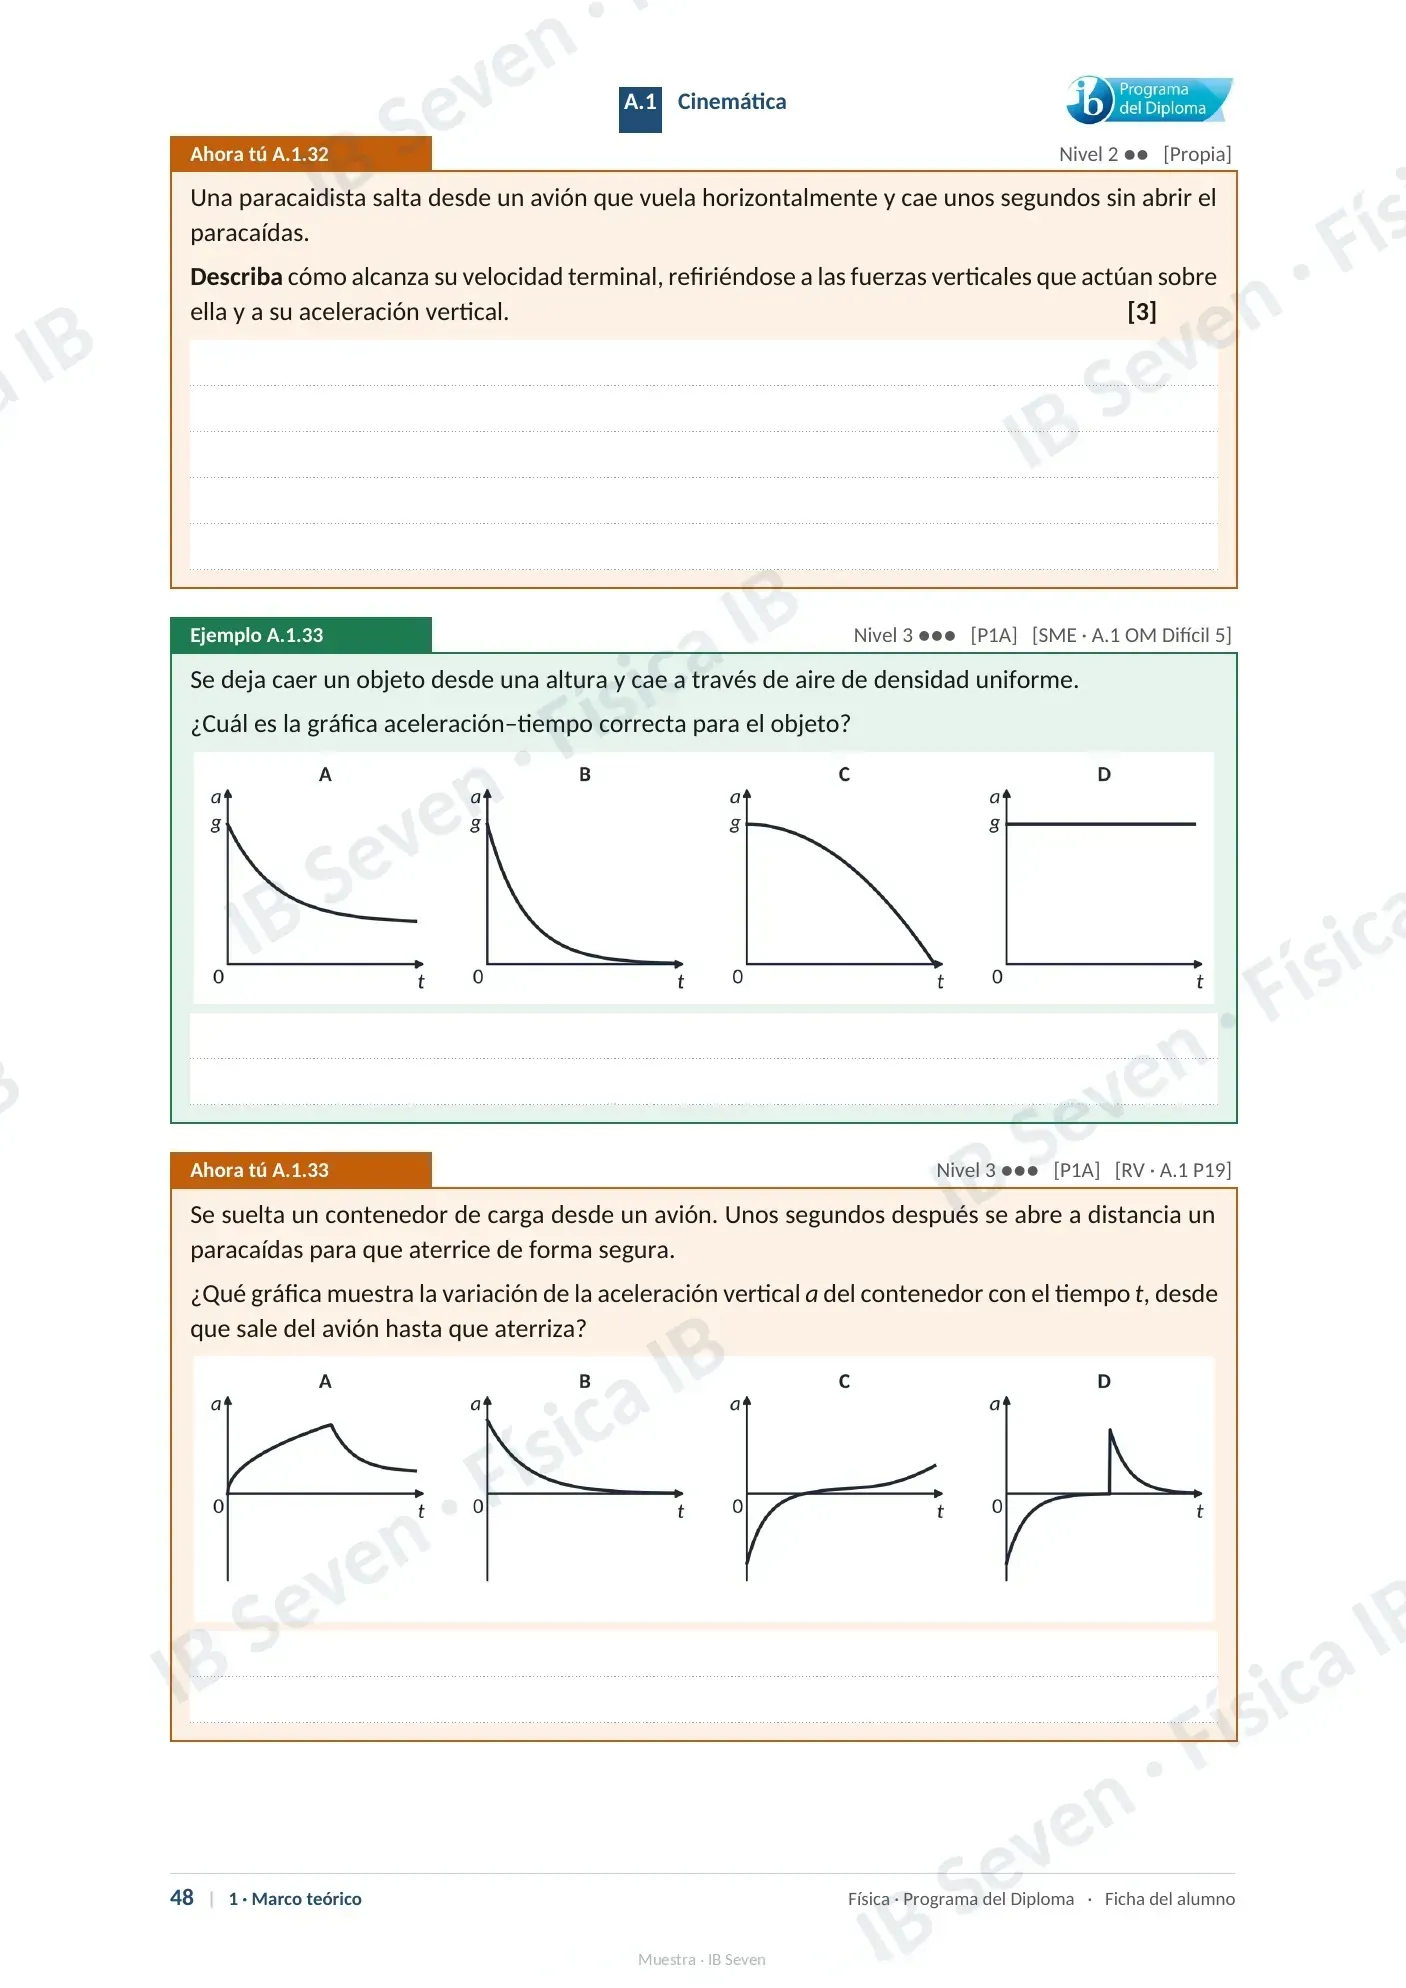 A.1 Cinemática
ib Programa
del Diploma
Ahora tú A.1.32 Nivel 2 ●● [Propia]
Una paracaidista salta desde un avión que vuela horizontalmente y cae unos segundos sin abrir el
paracaídas.
Describa cómo alcanza su velocidad terminal, refiriéndose a las fuerzas verticales que actúan sobre
ella y a su aceleración vertical. [3]
Ejemplo A.1.33 Nivel 3 ●●● [P1A] [SME · A.1 OM Difícil 5]
Se deja caer un objeto desde una altura y cae a través de aire de densidad uniforme.
¿Cuál es la gráfica aceleración–tiempo correcta para el objeto?
A B C D
a a a a
g g g g
0 t 0 t 0 t 0 t
Ahora tú A.1.33 Nivel 3 ●●● [P1A] [RV · A.1 P19]
Se suelta un contenedor de carga desde un avión. Unos segundos después se abre a distancia un
paracaídas para que aterrice de forma segura.
¿Qué gráfica muestra la variación de la aceleración vertical a del contenedor con el tiempo t, desde
que sale del avión hasta que aterriza?
A B C D
a a a a
0 t 0 t 0 t 0 t
48 | 1 · Marco teórico Física · Programa del Diploma · Ficha del alumno
Muestra · IB Seven
IB Seven · Física IB